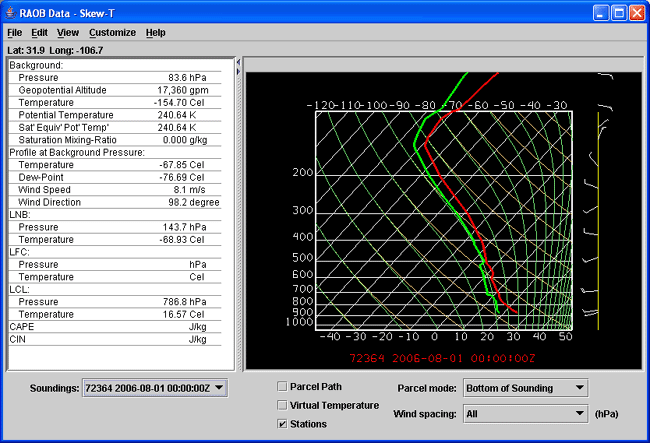 RAOB Data - Skew-T
File Edit View Customize Help
Lat: 31.9 Long: -106.7
Background:
Pressure 83.6 hPa
Geopotential Altitude 17,360 gpm
Temperature -154.70 Cel
Potential Temperature 240.64 K
Sat' Equiv' Pot' Temp' 240.64 K
Saturation Mixing-Ratio 0.000 g/kg
Profile at Background Pressure:
Temperature -67.85 Cel
Dew-Point -76.69 Cel
Wind Speed 8.1 m/s
Wind Direction 98.2 degree
LNB:
Pressure 143.7 hPa
Temperature -68.93 Cel
LFC:
Pressure hPa
Temperature Cel
LCL:
Pressure 786.8 hPa
Temperature 16.57 Cel
CAPE J/kg
CIN J/kg
-120 -110 -100 -90 -80 -70 -60 -50 -40 -30
200
300
400
500
600
700
800
900
1000
-40 -30 -20 -10 0 10 20 30 40 50
72364 2006-08-01 00:00:00Z
Soundings: 72364 2006-08-01 00:00:00Z
Parcel Path
Virtual Temperature
Stations
Parcel mode: Bottom of Sounding
Wind spacing: All (hPa)